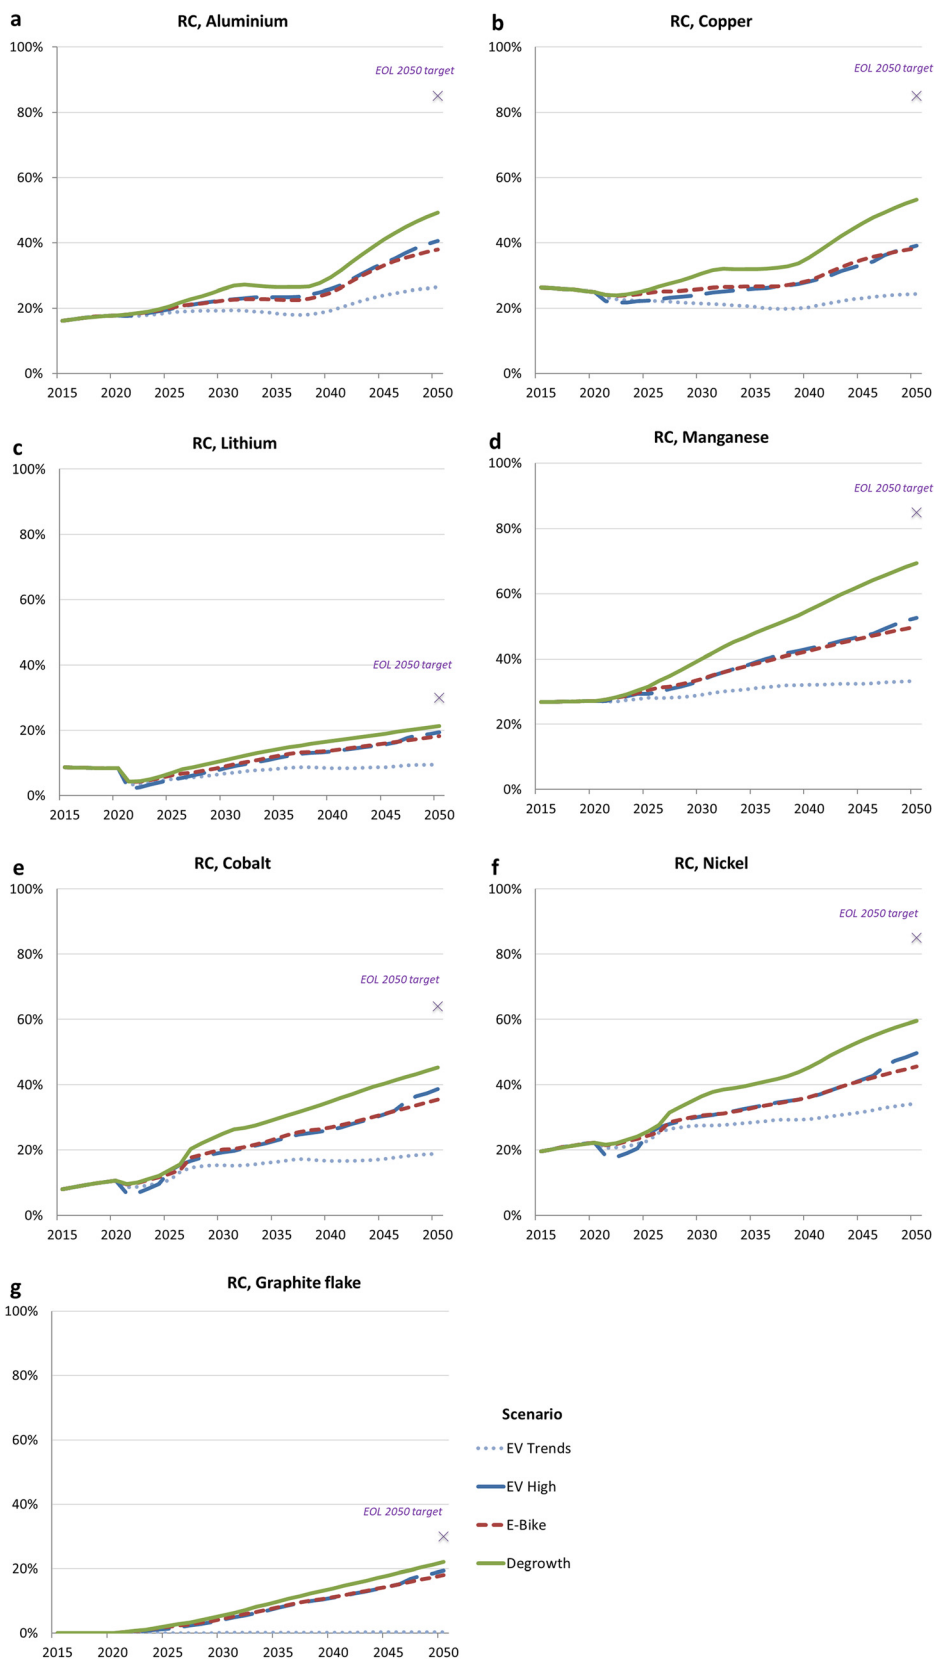 a
RC, Aluminium
100%
80%
60%
40%
20%
0%
EOL 2050 target
2015 2020 2025 2030 2035 2040 2045 2050
b
RC, Copper
100%
80%
60%
40%
20%
0%
EOL 2050 target
2015 2020 2025 2030 2035 2040 2045 2050
c
RC, Lithium
100%
80%
60%
40%
20%
0%
EOL 2050 target
2015 2020 2025 2030 2035 2040 2045 2050
d
RC, Manganese
100%
80%
60%
40%
20%
0%
EOL 2050 target
2015 2020 2025 2030 2035 2040 2045 2050
e
RC, Cobalt
100%
80%
60%
40%
20%
0%
EOL 2050 target
2015 2020 2025 2030 2035 2040 2045 2050
f
RC, Nickel
100%
80%
60%
40%
20%
0%
EOL 2050 target
2015 2020 2025 2030 2035 2040 2045 2050
g
RC, Graphite flake
100%
80%
60%
40%
20%
0%
EOL 2050 target
2015 2020 2025 2030 2035 2040 2045 2050
Scenario
EV Trends
EV High
E-Bike
Degrowth